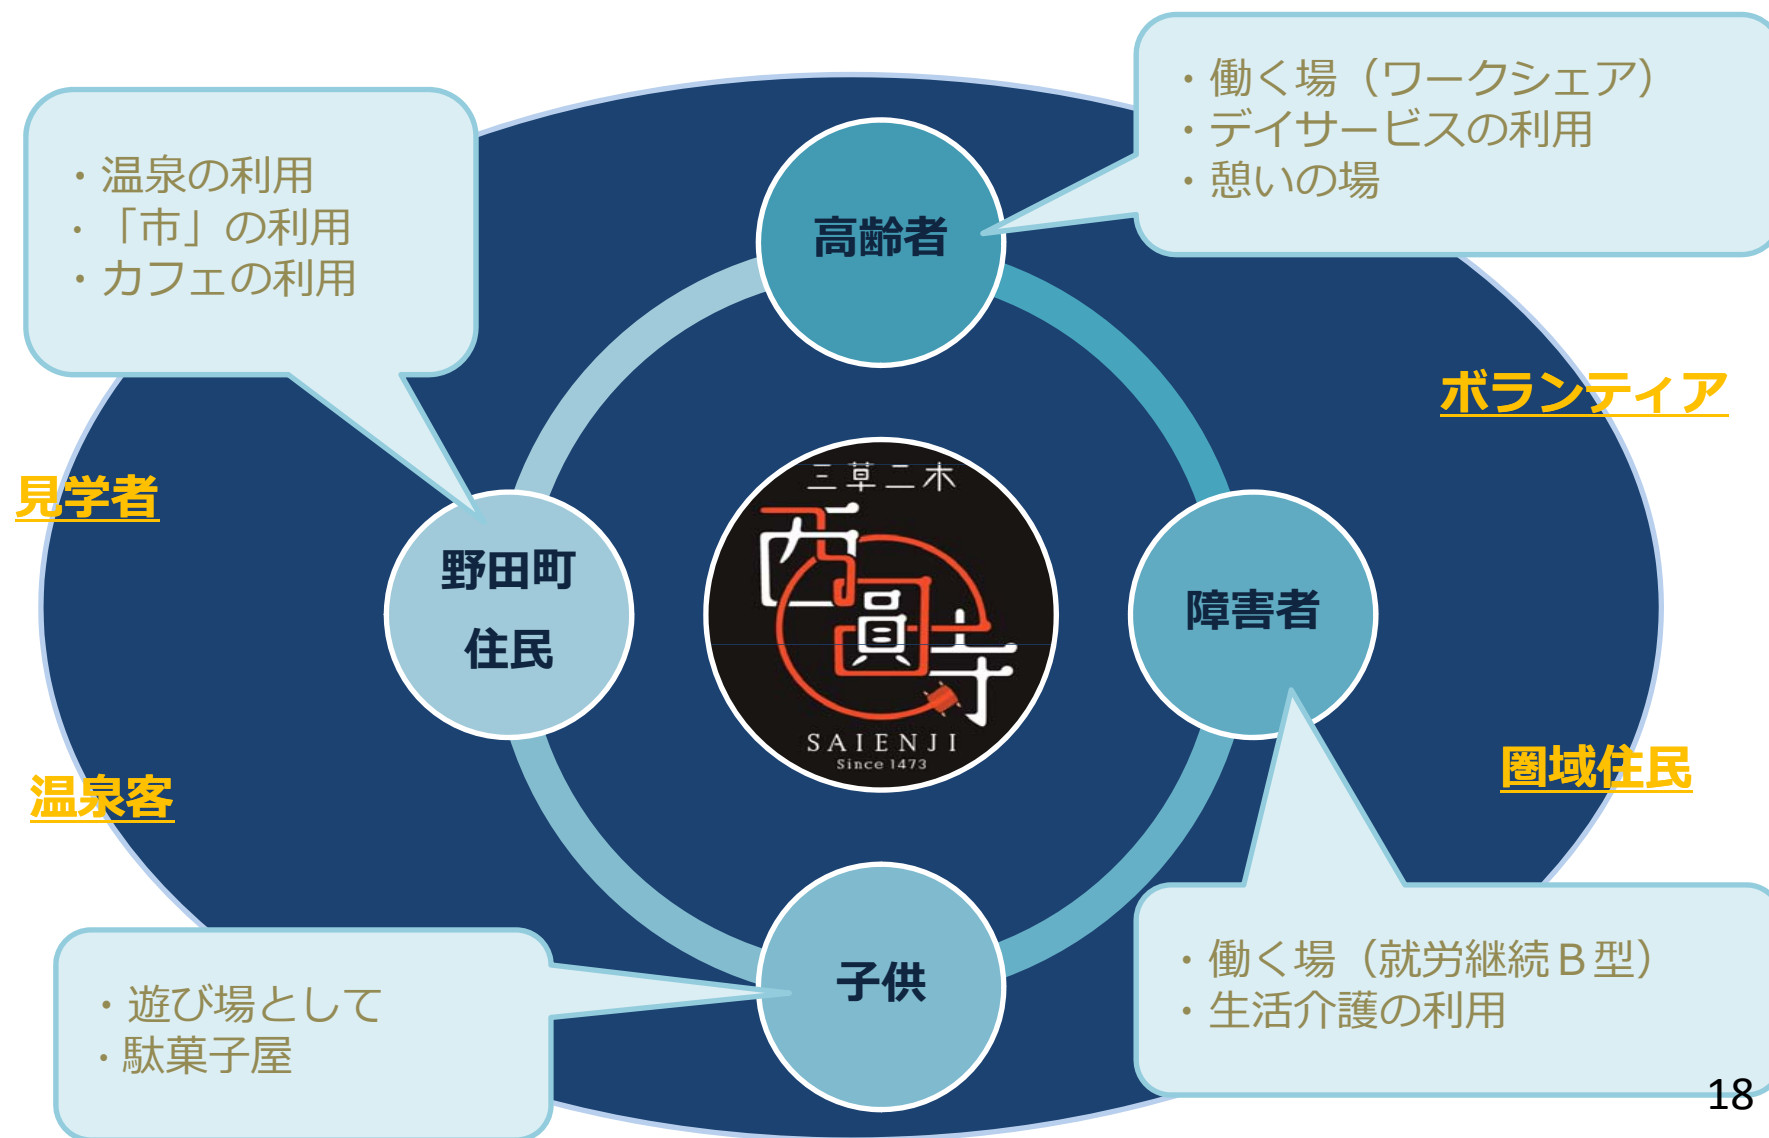 ・働く場（ワークシェア）
・デイサービスの利用
・憩いの場
・温泉の利用
・「市」の利用
・カフェの利用
高齢者
ボランティア
見学者
野田町
住民
三草二木
西圓寺
SAIENJI
Since 1473
障害者
温泉客
圏域住民
子供
・遊び場として
・駄菓子屋
・働く場（就労継続Ｂ型）
・生活介護の利用
18